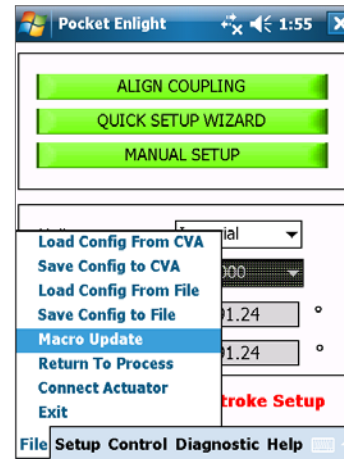 Pocket Enlight 1:55
ALIGN COUPLING
QUICK SETUP WIZARD
MANUAL SETUP
ial
Load Config From CVA
Save Config to CVA
000
Load Config From File
Save Config to File
91.24 °
Macro Update
Return To Process
91.24 °
Connect Actuator
troke Setup
Exit
File Setup Control Diagnostic Help